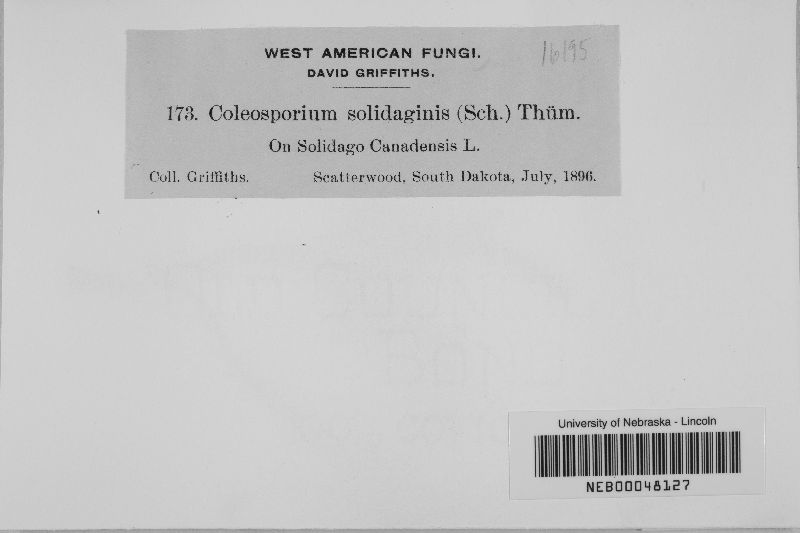 WEST AMERICAN FUNGI.
16195
DAVID GRIFFITHS.
173. Coleosporium solidaginis (Sch.) Thüm.
On Solidago Canadensis L.
Coll. Griffiths. Scatterwood, South Dakota, July, 1896.
University of Nebraska - Lincoln
NEB00048127